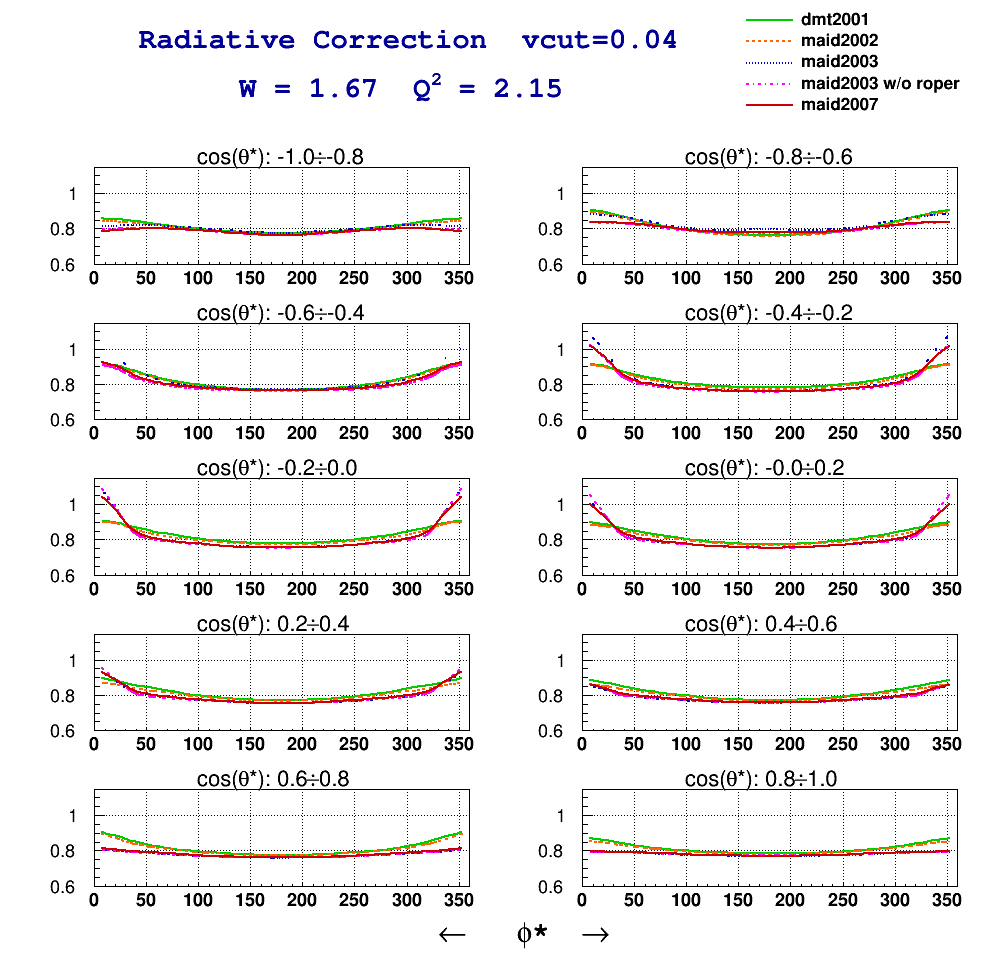 Radiative Correction vcut=0.04
W = 1.67 Q² = 2.15
dmt2001
maid2002
maid2003
maid2003 w/o roper
maid2007
cos(θ*): -1.0÷-0.8
1
0.8
0.6
0 50 100 150 200 250 300 350
cos(θ*): -0.8÷-0.6
1
0.8
0.6
0 50 100 150 200 250 300 350
cos(θ*): -0.6÷-0.4
1
0.8
0.6
0 50 100 150 200 250 300 350
cos(θ*): -0.4÷-0.2
1
0.8
0.6
0 50 100 150 200 250 300 350
cos(θ*): -0.2÷0.0
1
0.8
0.6
0 50 100 150 200 250 300 350
cos(θ*): -0.0÷0.2
1
0.8
0.6
0 50 100 150 200 250 300 350
cos(θ*): 0.2÷0.4
1
0.8
0.6
0 50 100 150 200 250 300 350
cos(θ*): 0.4÷0.6
1
0.8
0.6
0 50 100 150 200 250 300 350
cos(θ*): 0.6÷0.8
1
0.8
0.6
0 50 100 150 200 250 300 350
cos(θ*): 0.8÷1.0
1
0.8
0.6
0 50 100 150 200 250 300 350
← ϕ* →